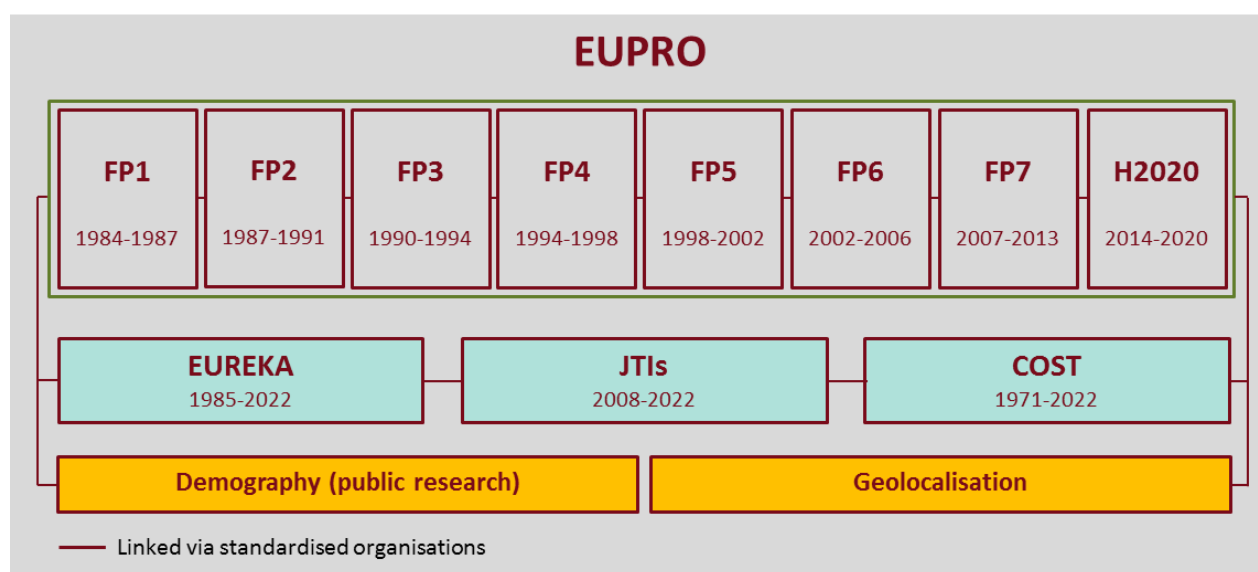 EUPRO
FP1
1984-1987
FP2
1987-1991
FP3
1990-1994
FP4
1994-1998
FP5
1998-2002
FP6
2002-2006
FP7
2007-2013
H2020
2014-2020
EUREKA
1985-2022
JTIs
2008-2022
COST
1971-2022
Demography (public research)
Geolocalisation
Linked via standardised organisations